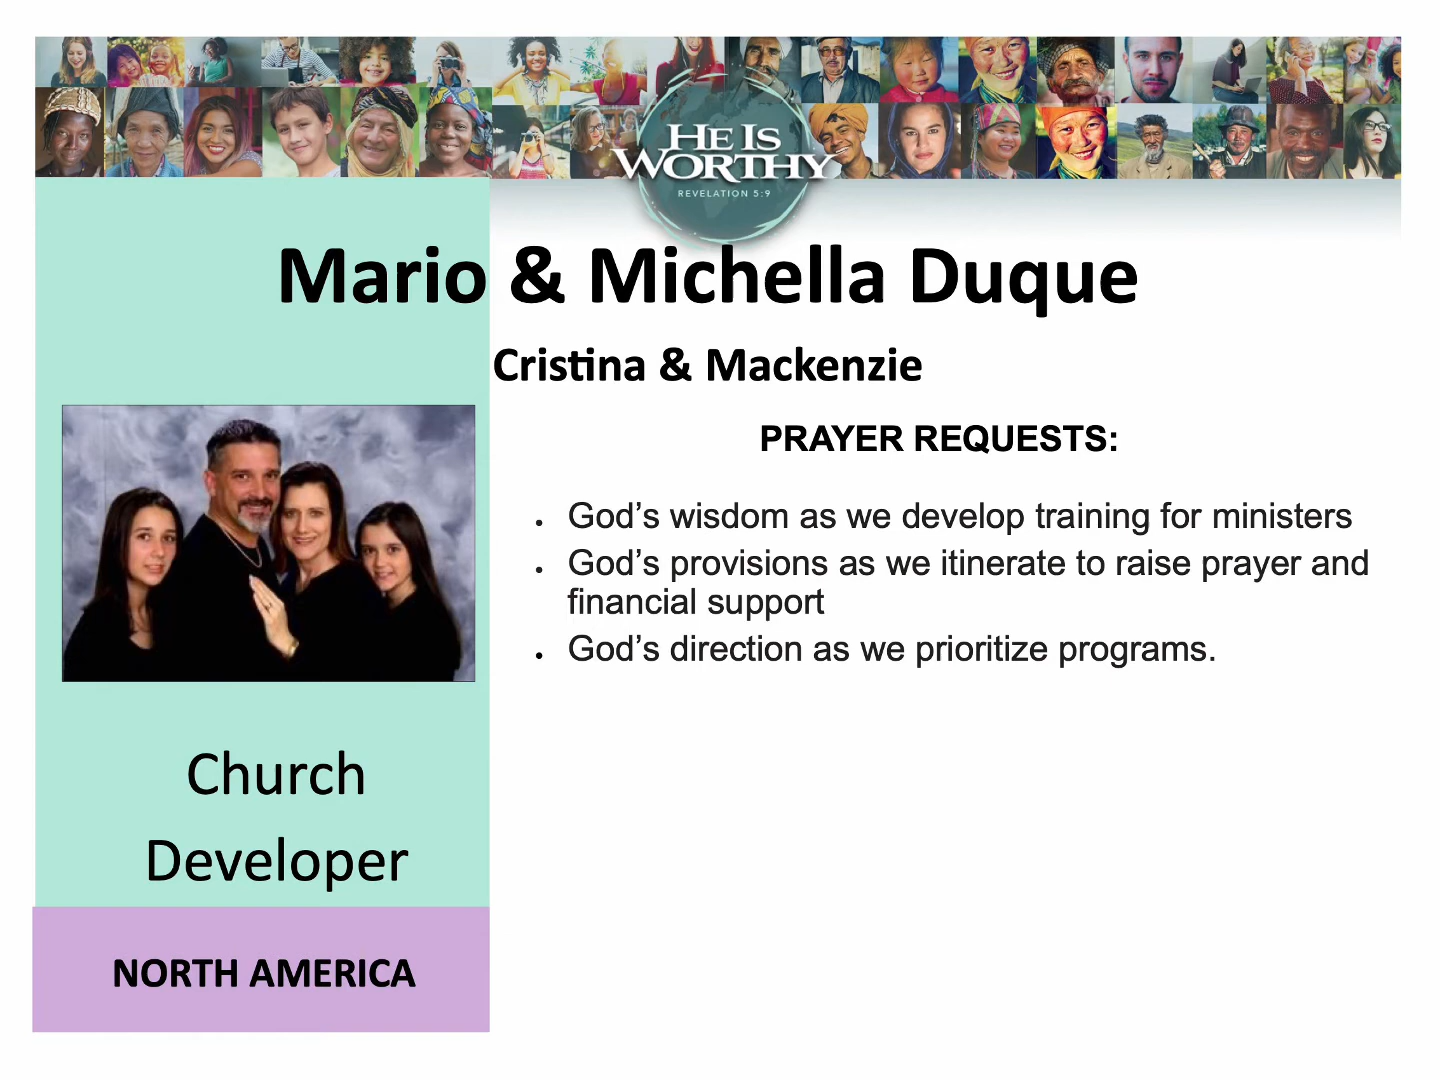 HE IS
WORTHY
REVELATION 5:9
Mario & Michella Duque
Cristina & Mackenzie
PRAYER REQUESTS:
• God’s wisdom as we develop training for ministers
• God’s provisions as we itinerate to raise prayer and
financial support
• God’s direction as we prioritize programs.
Church
Developer
NORTH AMERICA